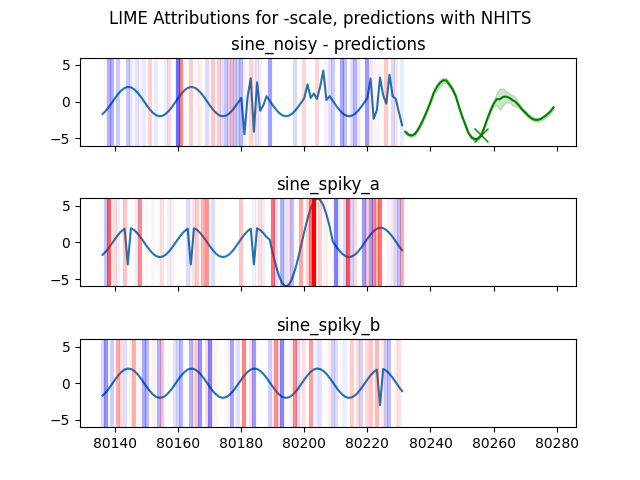 LIME Attributions for -scale, predictions with NHITS
sine_noisy - predictions
5
0
−5
sine_spiky_a
5
0
−5
sine_spiky_b
5
0
−5
80140 80160 80180 80200 80220 80240 80260 80280